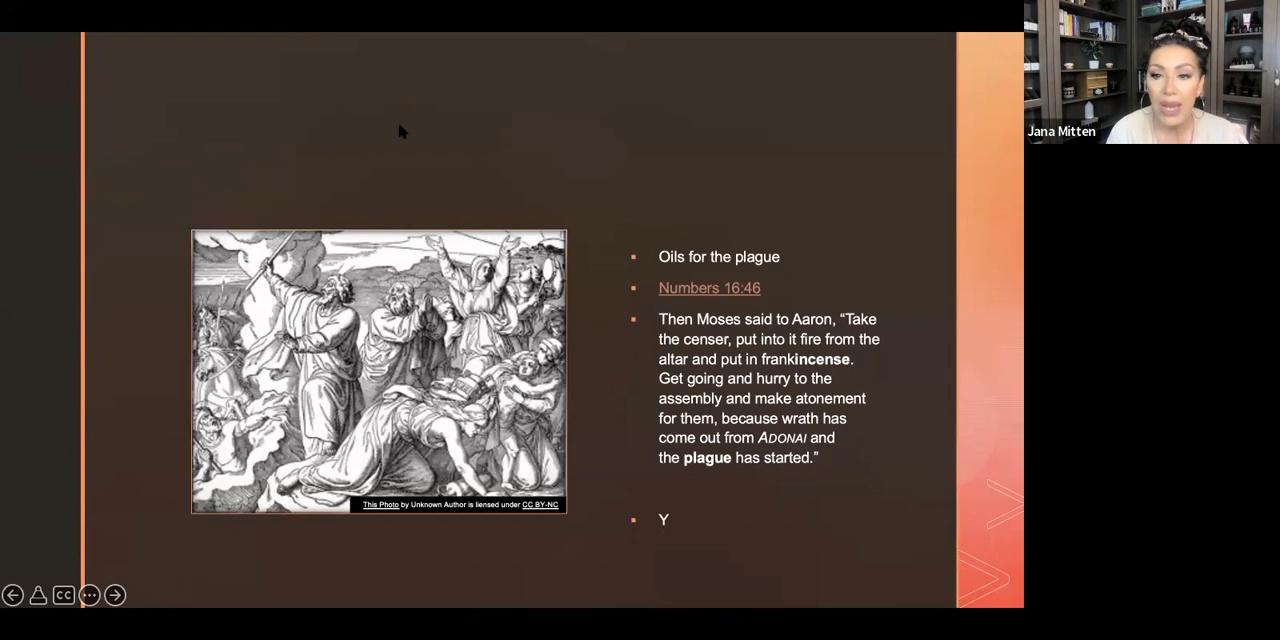 Jana Mitten
Oils for the plague
Numbers 16:46
Then Moses said to Aaron, “Take
the censer, put into it fire from the
altar and put in frankincense.
Get going and hurry to the
assembly and make atonement
for them, because wrath has
come out from ADONAI and
the plague has started.”
This Photo by Unknown Author is liensed under CC BY-NC
Y
CC